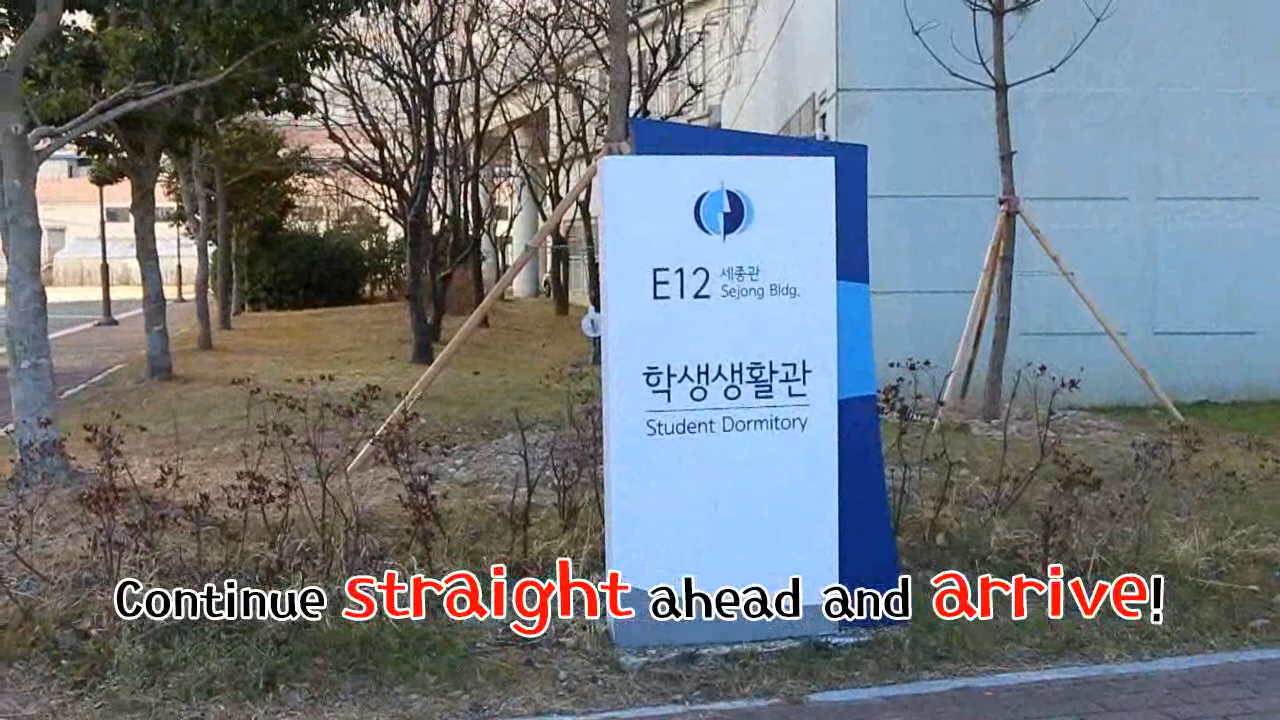 E12 세종관
Sejong Bldg.
학생생활관
Student Dormitory
Continue straight ahead and arrive!